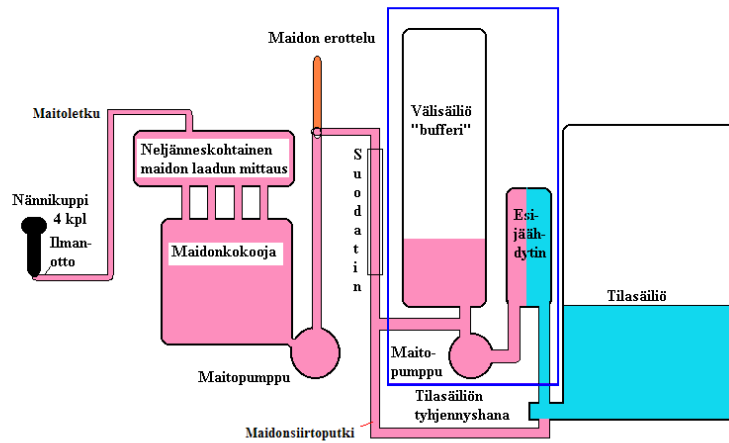 Maidon erottelu
Maitoletku
Neljänneskohtainen
maidon laadun mittaus
Nännikuppi
4 kpl
Ilman-
otto
Maidonkokooja
Maitopumppu
Suodatin
Välisäiliö
"bufferi"
Esi-
jääh-
dytin
Maito-
pumppu
Tilasäiliö
Tilasäiliön
tyhjennyshana
Maidonsiirtoputki